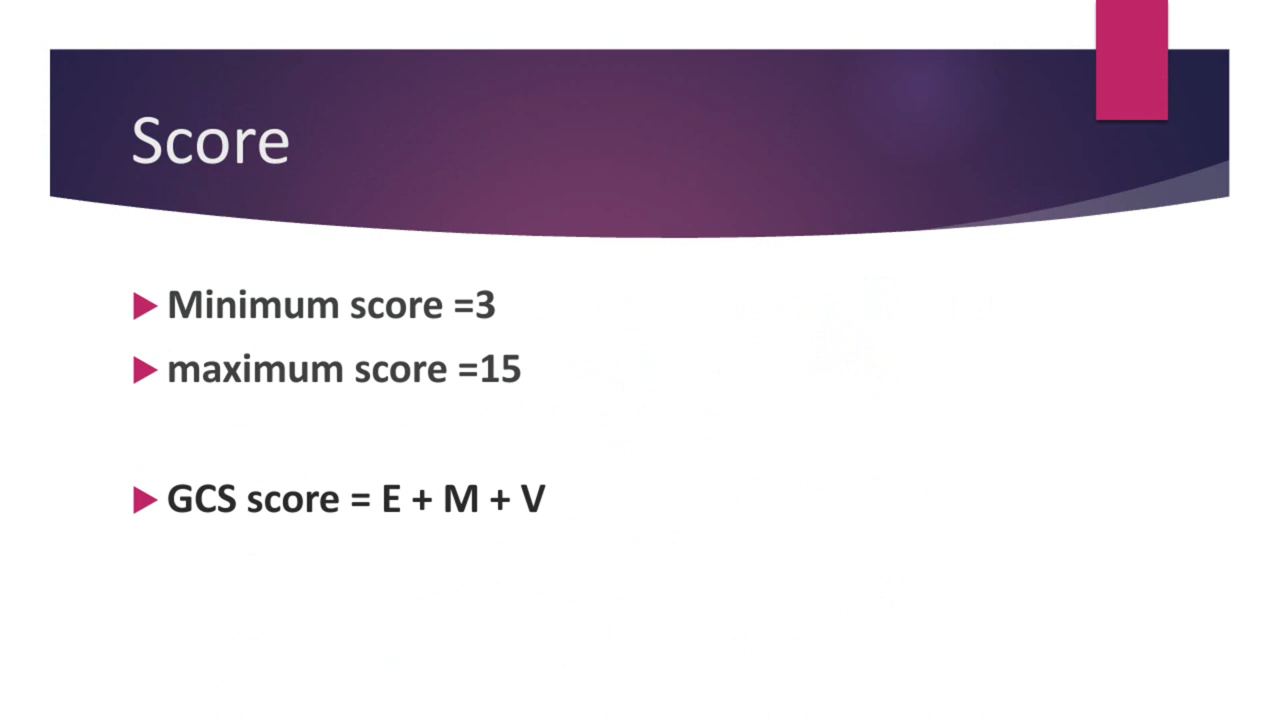 Score
Minimum score =3
maximum score =15
GCS score = E + M + V